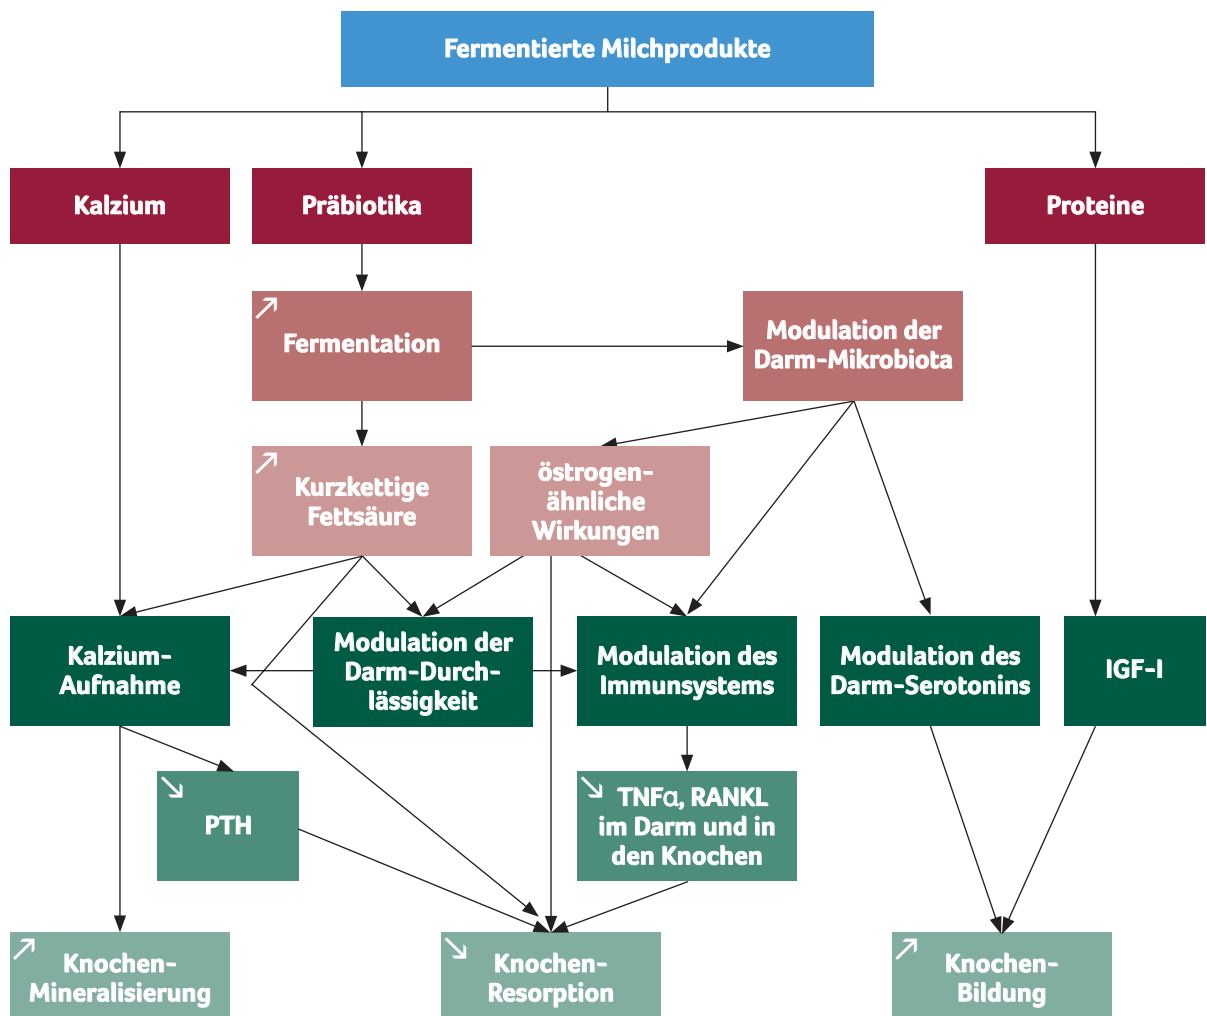 Fermentierte Milchprodukte
Kalzium
Präbiotika
Proteine
Fermentation
Modulation der
Darm-Mikrobiota
Kurzkettige
Fettsäure
östrogen-
ähnliche
Wirkungen
Kalzium-
Aufnahme
Modulation der
Darm-Durch-
lässigkeit
Modulation des
Immunsystems
Modulation des
Darm-Serotonins
IGF-I
PTH
TNFα, RANKL
im Darm und in
den Knochen
Knochen-
Mineralisierung
Knochen-
Resorption
Knochen-
Bildung